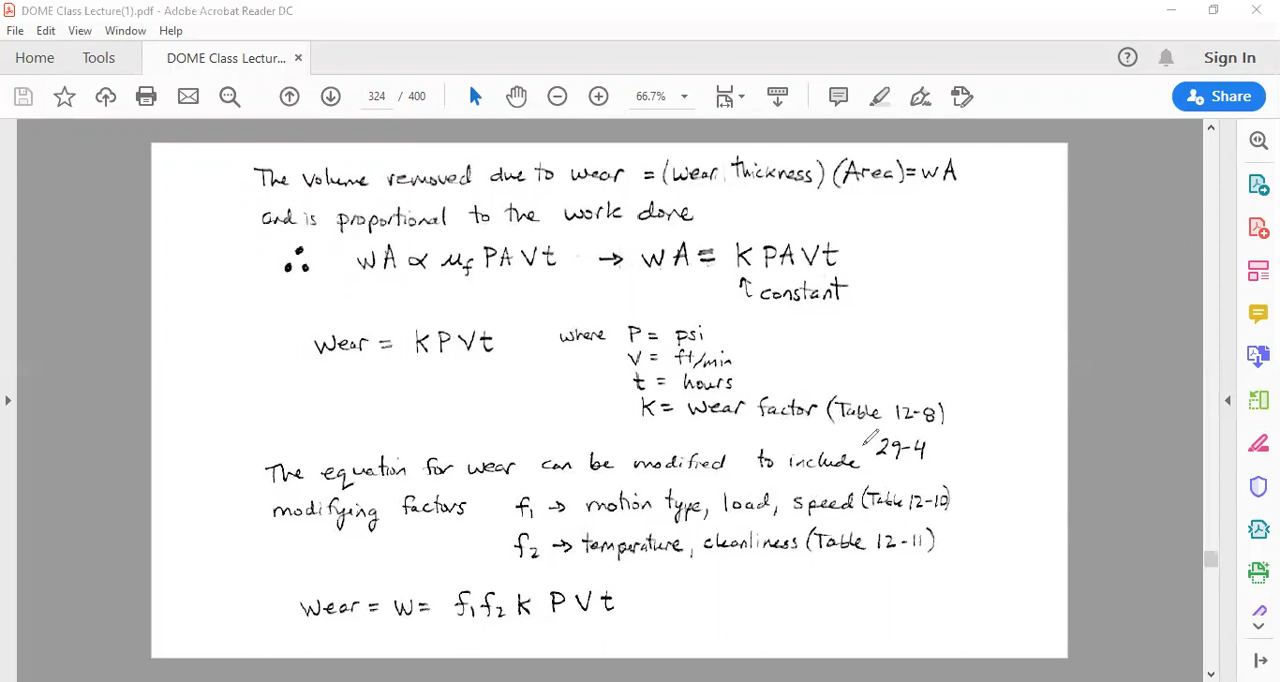 DOME Class Lecture(1).pdf - Adobe Acrobat Reader DC
File Edit View Window Help
Home Tools DOME Class Lectur... × Sign In
324 / 400 66.7% Share
The volume removed due to wear = (wear thickness) (Area) = wA
and is proportional to the work done
∴ wA ∝ μf PAVt → wA = K PAVt
↑ constant
Wear = K P V t where P = psi
V = ft/min
t = hours
K = wear factor (Table 12-8)
29-4
The equation for wear can be modified to include
modifying factors f1 → motion type, load, speed (Table 12-10)
f2 → temperature, cleanliness (Table 12-11)
Wear = W = f1 f2 K P V t